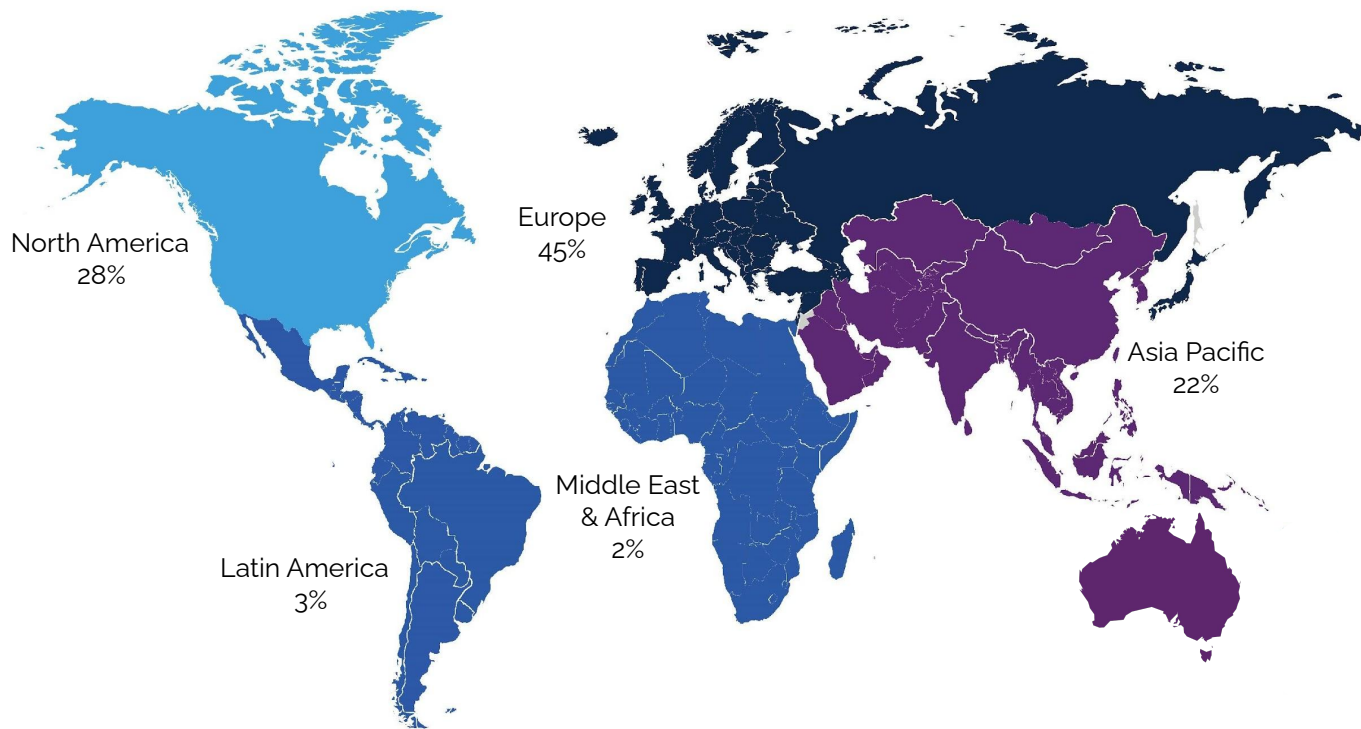 North America
28%
Europe
45%
Asia Pacific
22%
Middle East
& Africa
2%
Latin America
3%